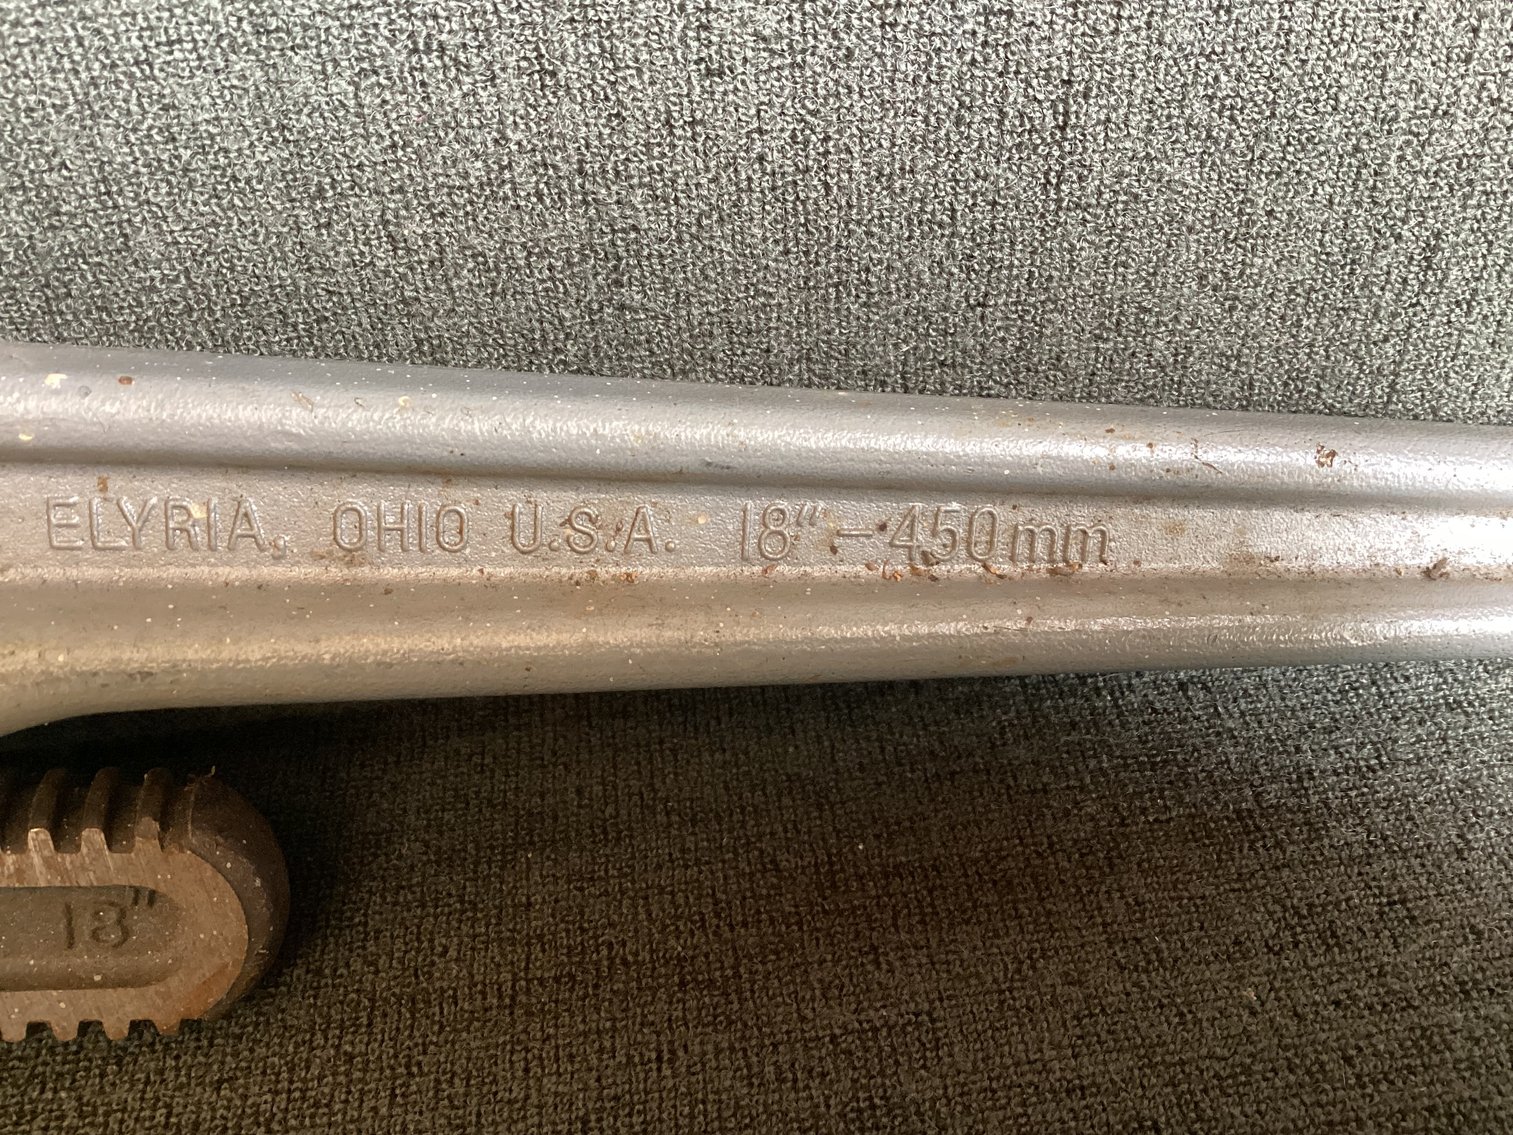 ELYRIA, OHIO U.S.A. 18" - 450mm
18"